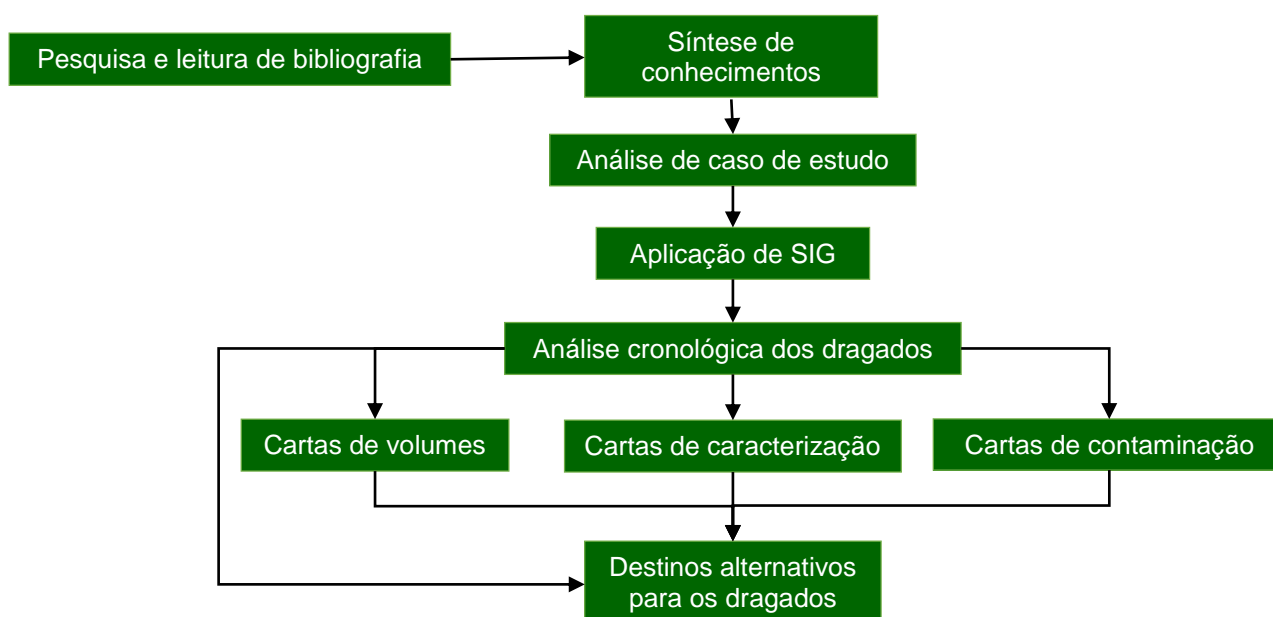 Pesquisa e leitura de bibliografia
Síntese de
conhecimentos
Análise de caso de estudo
Aplicação de SIG
Análise cronológica dos dragados
Cartas de volumes
Cartas de caracterização
Cartas de contaminação
Destinos alternativos
para os dragados